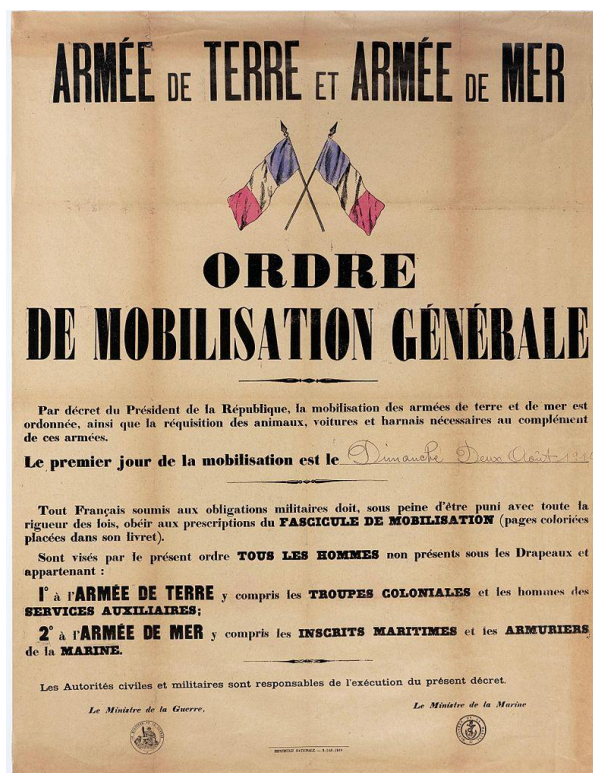 ARMÉE DE TERRE ET ARMÉE DE MER
ORDRE
DE MOBILISATION GÉNÉRALE
Par décret du Président de la République, la mobilisation des armées de terre et de mer est
ordonnée, ainsi que la réquisition des animaux, voitures et harnais nécessaires au complément
de ces armées.
Le premier jour de la mobilisation est le Dimanche Deux Août
Tout Français soumis aux obligations militaires doit, sous peine d'être puni avec toute la
rigueur des lois, obéir aux prescriptions du FASCICULE DE MOBILISATION (pages coloriées
placées dans son livret).
Sont visés par le présent ordre TOUS LES HOMMES non présents sous les Drapeaux et
appartenant :
1° à l'ARMÉE DE TERRE y compris les TROUPES COLONIALES et les hommes des
SERVICES AUXILIAIRES;
2° à l'ARMÉE DE MER y compris les INSCRITS MARITIMES et les ARMURIERS
de la MARINE.
Les Autorités civiles et militaires sont responsables de l'exécution du présent décret.
Le Ministre de la Guerre,
Le Ministre de la Marine
IMPRIMERIE NATIONALE